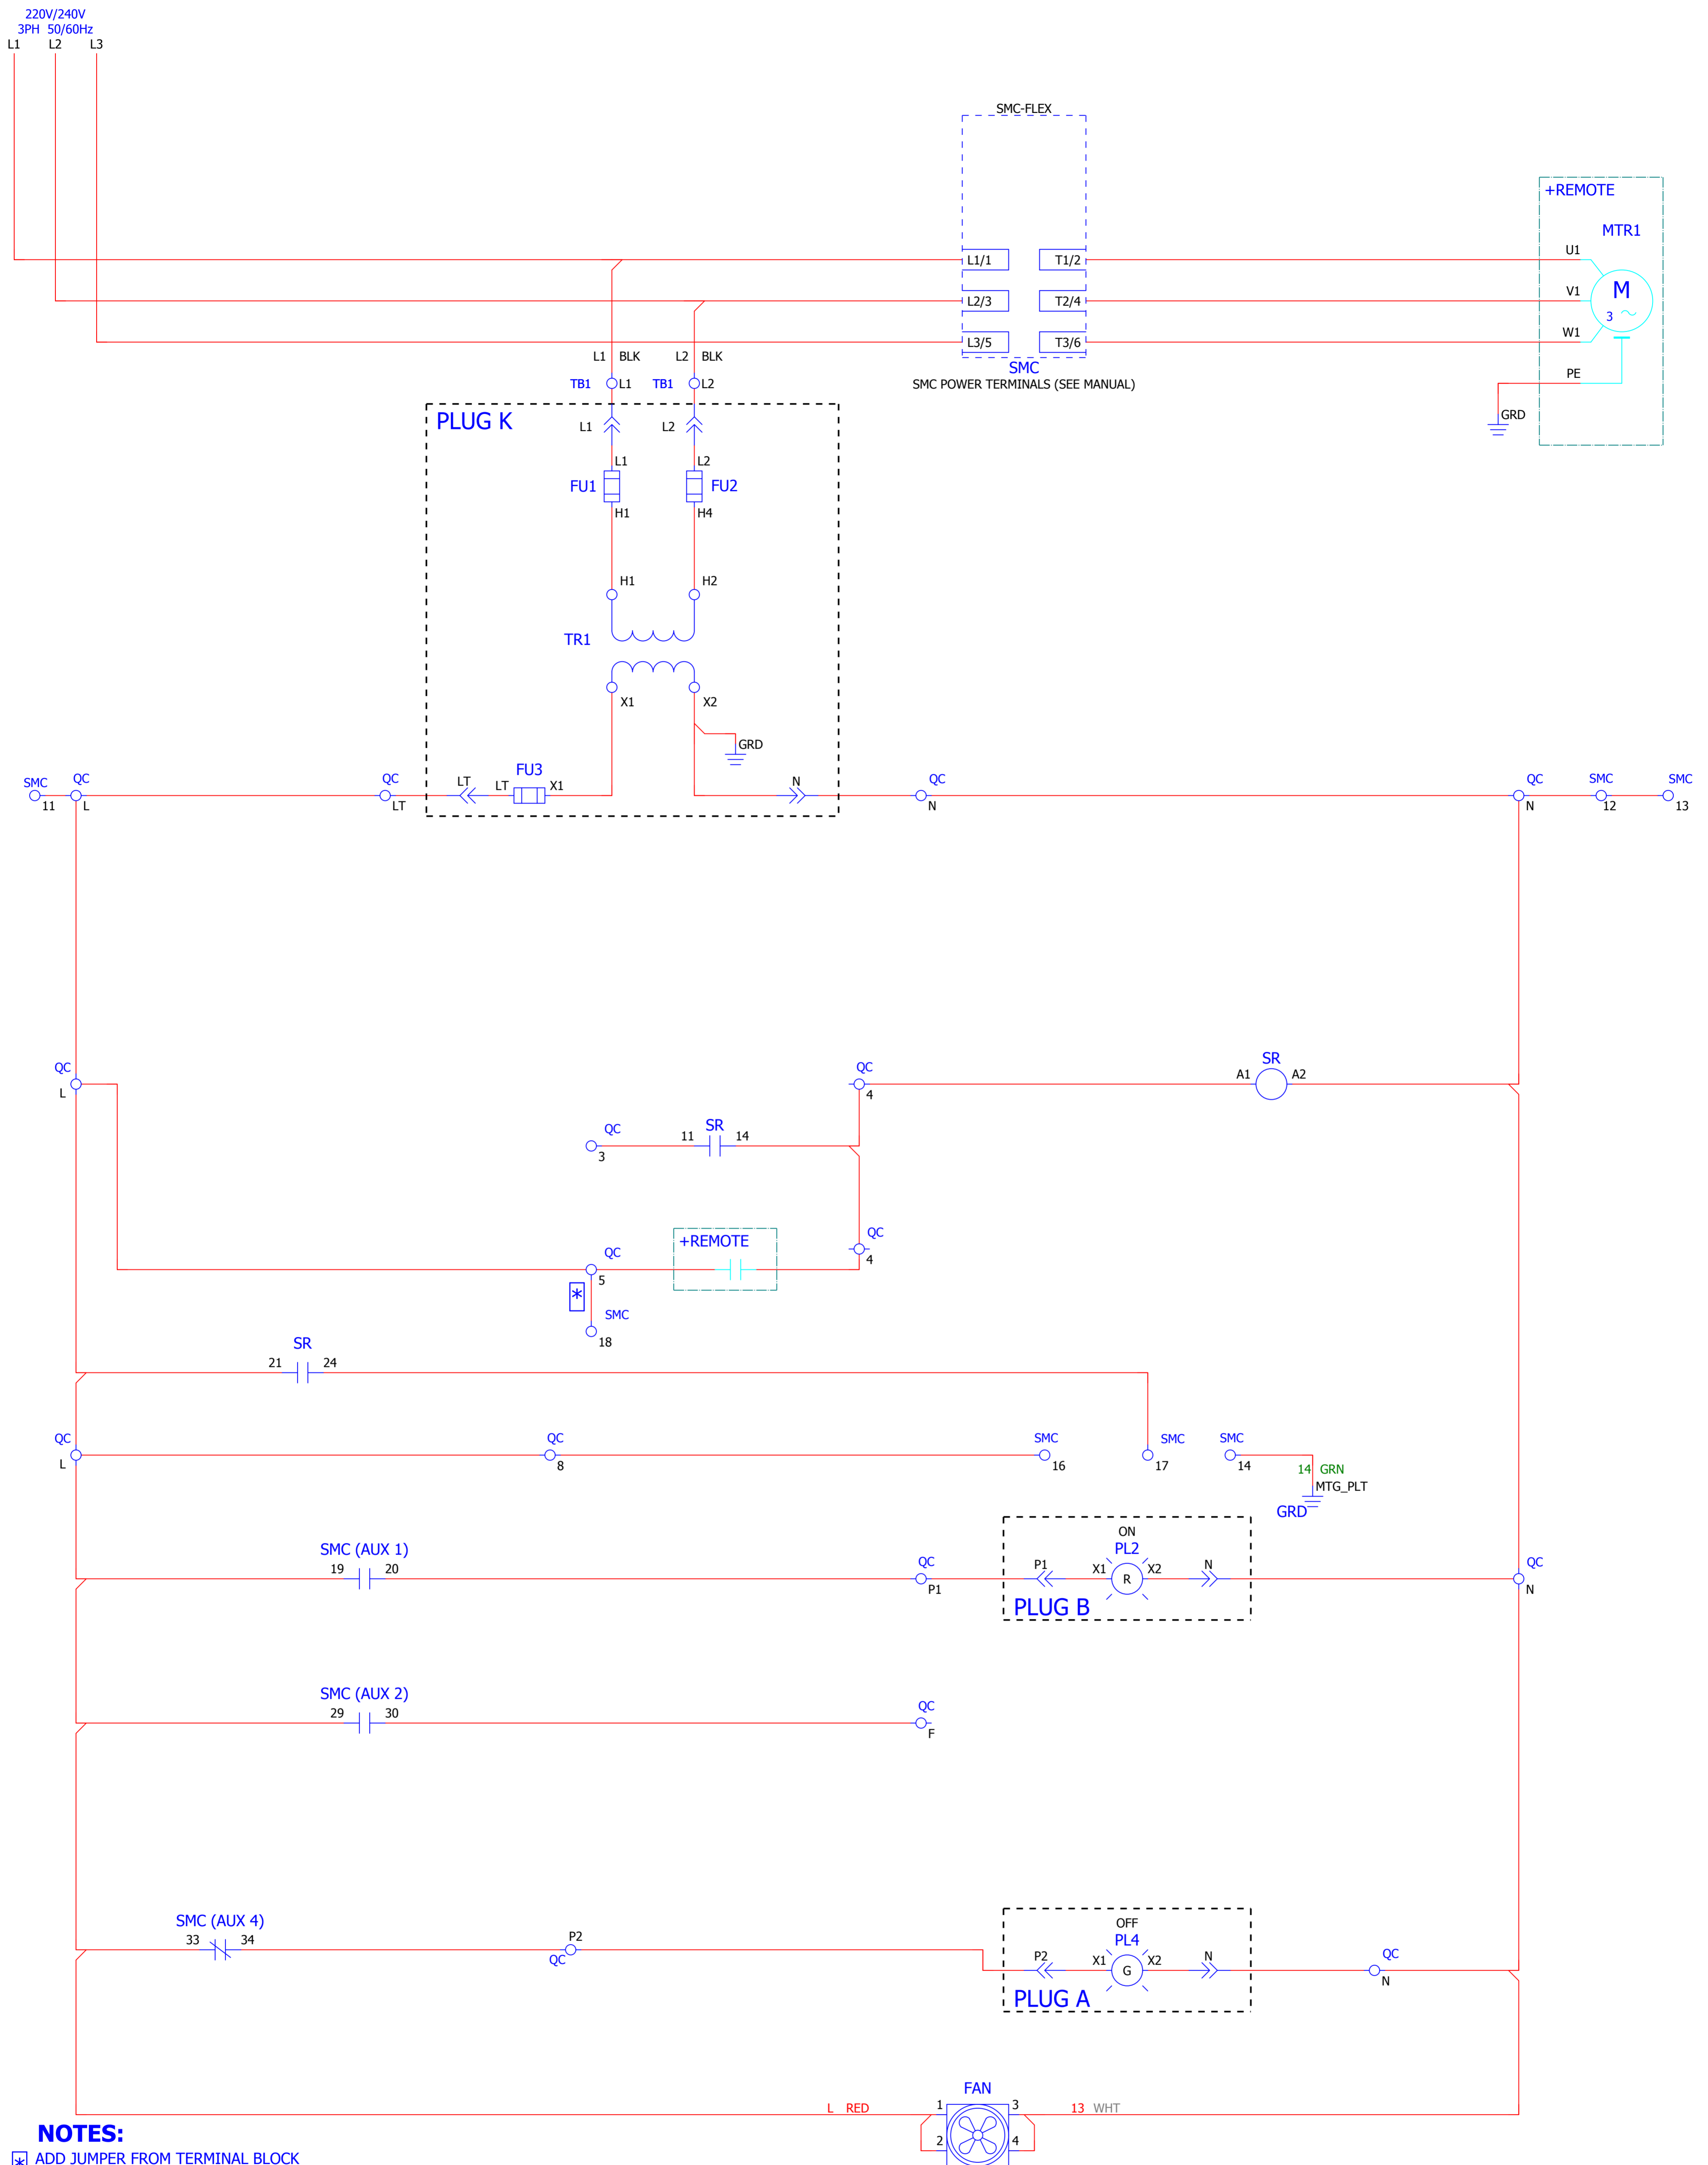 220V/240V
3PH 50/60Hz
L1 L2 L3
SMC-FLEX
+REMOTE
MTR1
U1
L1/1 T1/2
M
3
V1
L2/3 T2/4
W1
L3/5 T3/6
L1 BLK L2 BLK
SMC
PE
TB1 L1 TB1 L2
SMC POWER TERMINALS (SEE MANUAL)
GRD
PLUG K
L1 L2
L1 L2
FU1 FU2
H1 H4
H1 H2
TR1
X1 X2
GRD
FU3
SMC QC QC LT LT X1 N QC QC SMC SMC
11 L LT N N 12 13
QC QC SR
L 4 A1 A2
QC SR
3 11 14
QC
+REMOTE
4
QC
5
*
SMC
18
SR
21 24
QC QC SMC SMC SMC
L 8 16 17 14
14 GRN
MTG_PLT
GRD
ON
SMC (AUX 1) PL2
19 20 QC P1 X1 X2 N QC
P1 R N
PLUG B
SMC (AUX 2)
29 30 QC
F
SMC (AUX 4)
33 34 P2
QC
OFF
PL4
P2 X1 X2 N QC
G N
PLUG A
FAN
L RED 1 3 13 WHT
2 4
NOTES:
* ADD JUMPER FROM TERMINAL BLOCK